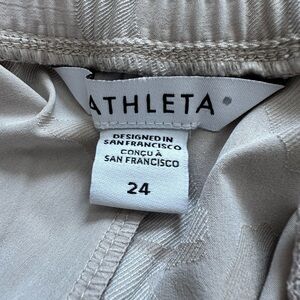 ATHLETA
DESIGNED IN
SAN FRANCISCO
CONÇU À
SAN FRANCISCO
24